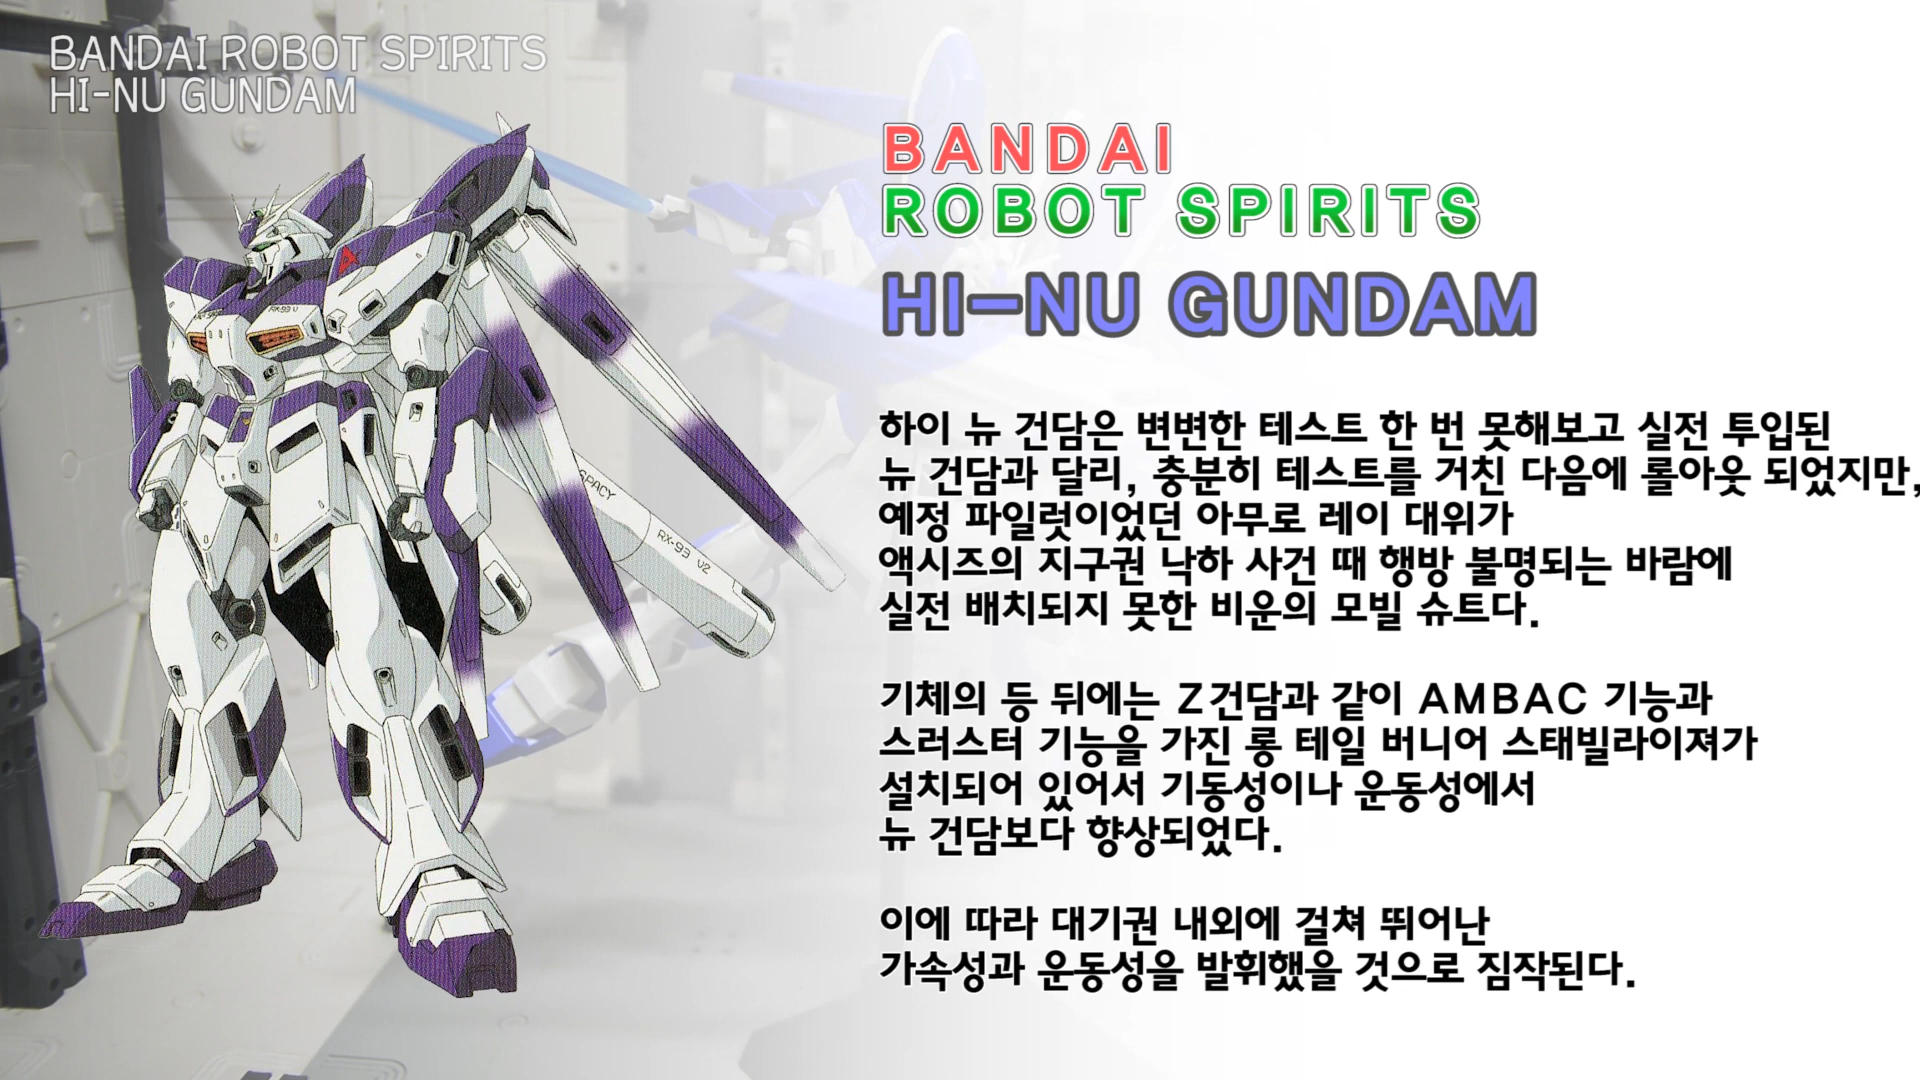 BANDAI ROBOT SPIRITS
HI-NU GUNDAM
BANDAI
ROBOT SPIRITS
HI-NU GUNDAM
하이 뉴 건담은 변변한 테스트 한 번 못해보고 실전 투입된
뉴 건담과 달리, 충분히 테스트를 거친 다음에 롤아웃 되었지만,
예정 파일럿이었던 아무로 레이 대위가
액시즈의 지구권 낙하 사건 때 행방 불명되는 바람에
실전 배치되지 못한 비운의 모빌 슈트다.
기체의 등 뒤에는 Z건담과 같이 AMBAC 기능과
스러스터 기능을 가진 롱 테일 버니어 스태빌라이져가
설치되어 있어서 기동성이나 운동성에서
뉴 건담보다 향상되었다.
이에 따라 대기권 내외에 걸쳐 뛰어난
가속성과 운동성을 발휘했을 것으로 짐작된다.
A
RX-93 ν
SPACY
RX-93 ν2